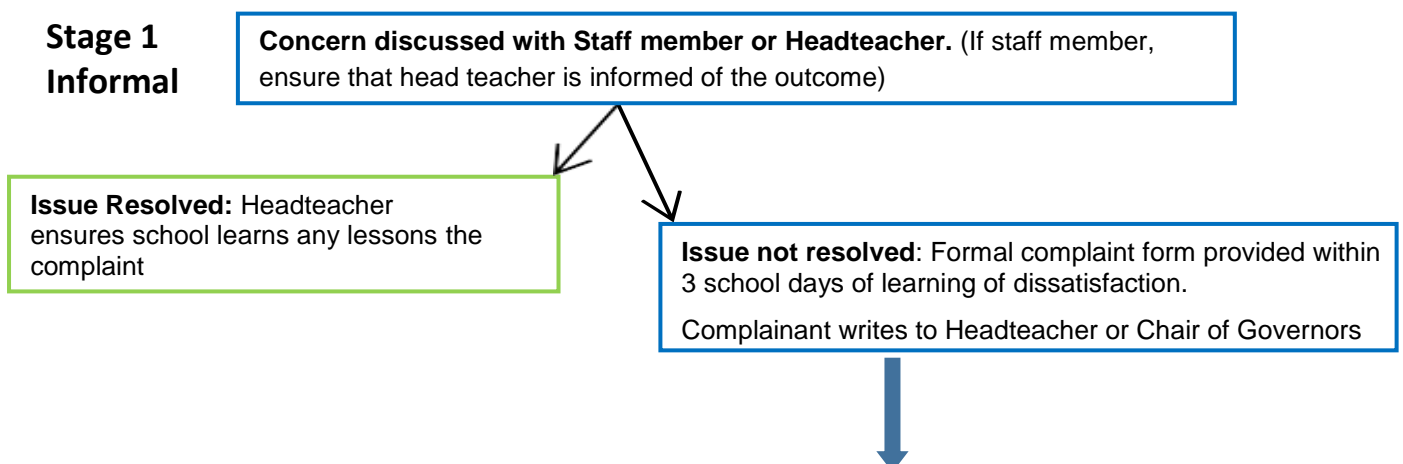 Stage 1
Informal
Concern discussed with Staff member or Headteacher. (If staff member,
ensure that head teacher is informed of the outcome)
Issue Resolved: Headteacher
ensures school learns any lessons the
complaint
Issue not resolved: Formal complaint form provided within
3 school days of learning of dissatisfaction.
Complainant writes to Headteacher or Chair of Governors